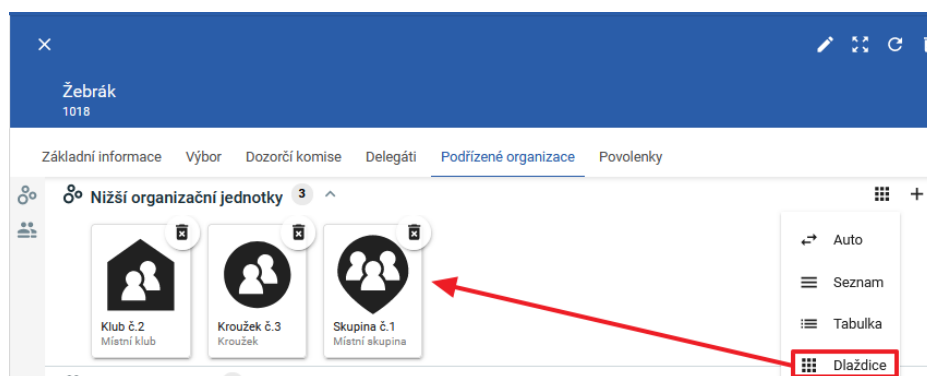 Žebrák
1018
Základní informace Výbor Dozorčí komise Delegáti Podřízené organizace Povolenky
Nižší organizační jednotky 3
Auto
Seznam
Tabulka
Dlaždice
Klub č.2
Místní klub
Kroužek č.3
Kroužek
Skupina č.1
Místní skupina